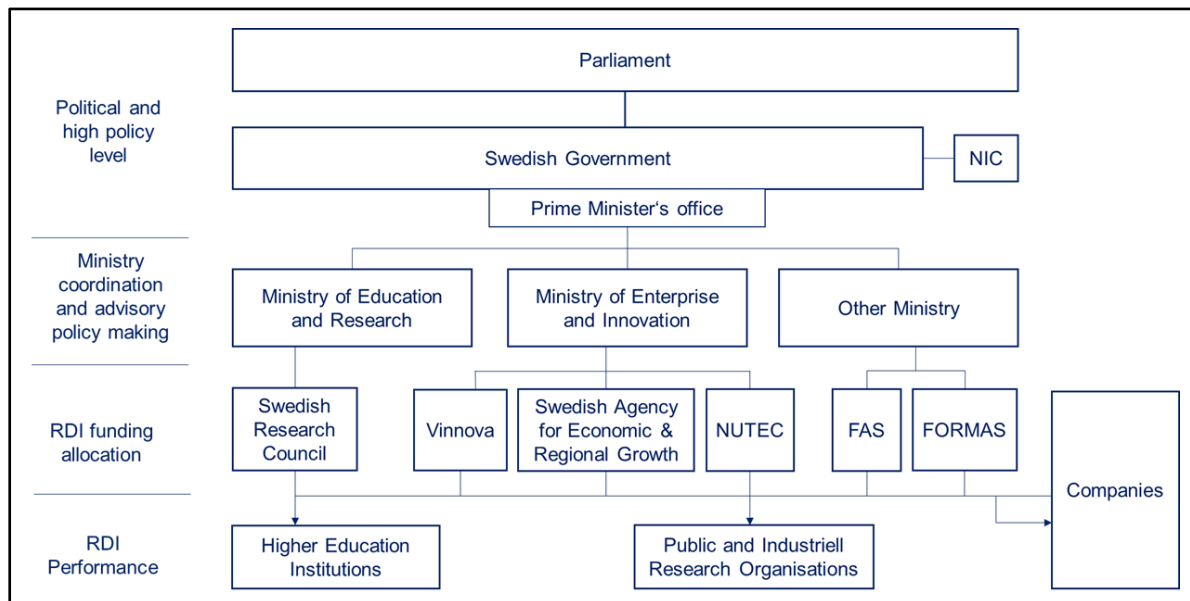 Parliament
Political and
high policy
level
Swedish Government
NIC
Prime Minister‘s office
Ministry
coordination
and advisory
policy making
Ministry of Education
and Research
Ministry of Enterprise
and Innovation
Other Ministry
RDI funding
allocation
Swedish
Research
Council
Vinnova
Swedish Agency
for Economic &
Regional Growth
NUTEC
FAS
FORMAS
Companies
RDI
Performance
Higher Education
Institutions
Public and Industriell
Research Organisations